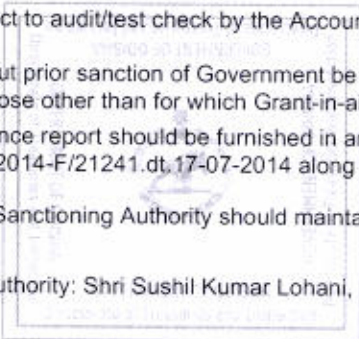 ct to audit/test check by the Accour
ut prior sanction of Government be
ose other than for which Grant-in-a
nce report should be furnished in a
2014-F/21241.dt.17-07-2014 along
Sanctioning Authority should mainta
uthority: Shri Sushil Kumar Lohani,